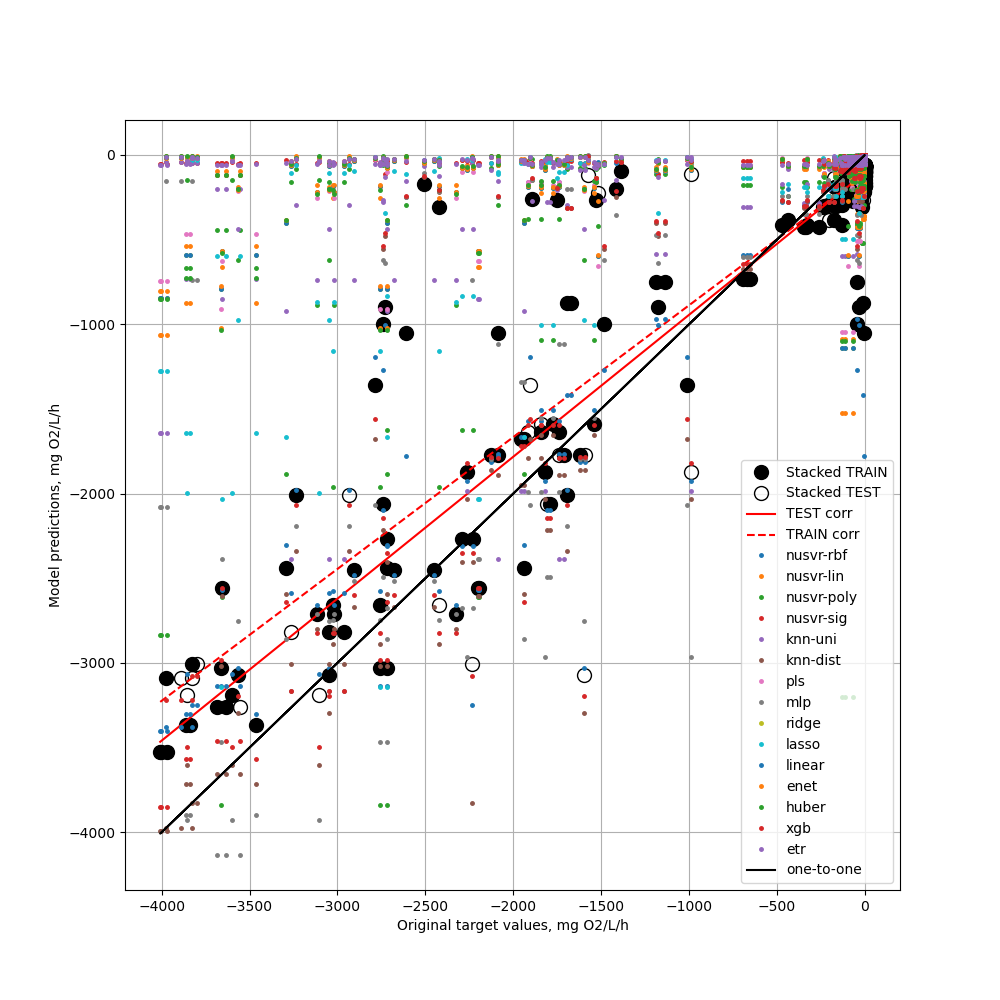 0
−1000
−2000
−3000
−4000
Model predictions, mg O2/L/h
−4000 −3500 −3000 −2500 −2000 −1500 −1000 −500 0
Original target values, mg O2/L/h
Stacked TRAIN
Stacked TEST
TEST corr
TRAIN corr
nusvr-rbf
nusvr-lin
nusvr-poly
nusvr-sig
knn-uni
knn-dist
pls
mlp
ridge
lasso
linear
enet
huber
xgb
etr
one-to-one